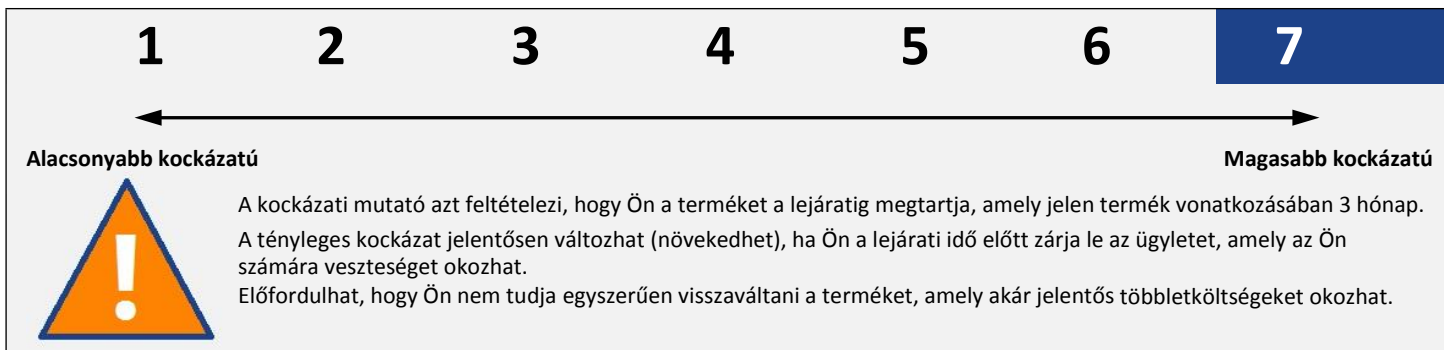 1 2 3 4 5 6 7
Alacsonyabb kockázatú Magasabb kockázatú
A kockázati mutató azt feltételezi, hogy Ön a terméket a lejáratig megtartja, amely jelen termék vonatkozásában 3 hónap.
A tényleges kockázat jelentősen változhat (növekedhet), ha Ön a lejárati idő előtt zárja le az ügyletet, amely az Ön
számára veszteséget okozhat.
Előfordulhat, hogy Ön nem tudja egyszerűen visszaváltani a terméket, amely akár jelentős többletköltségeket okozhat.